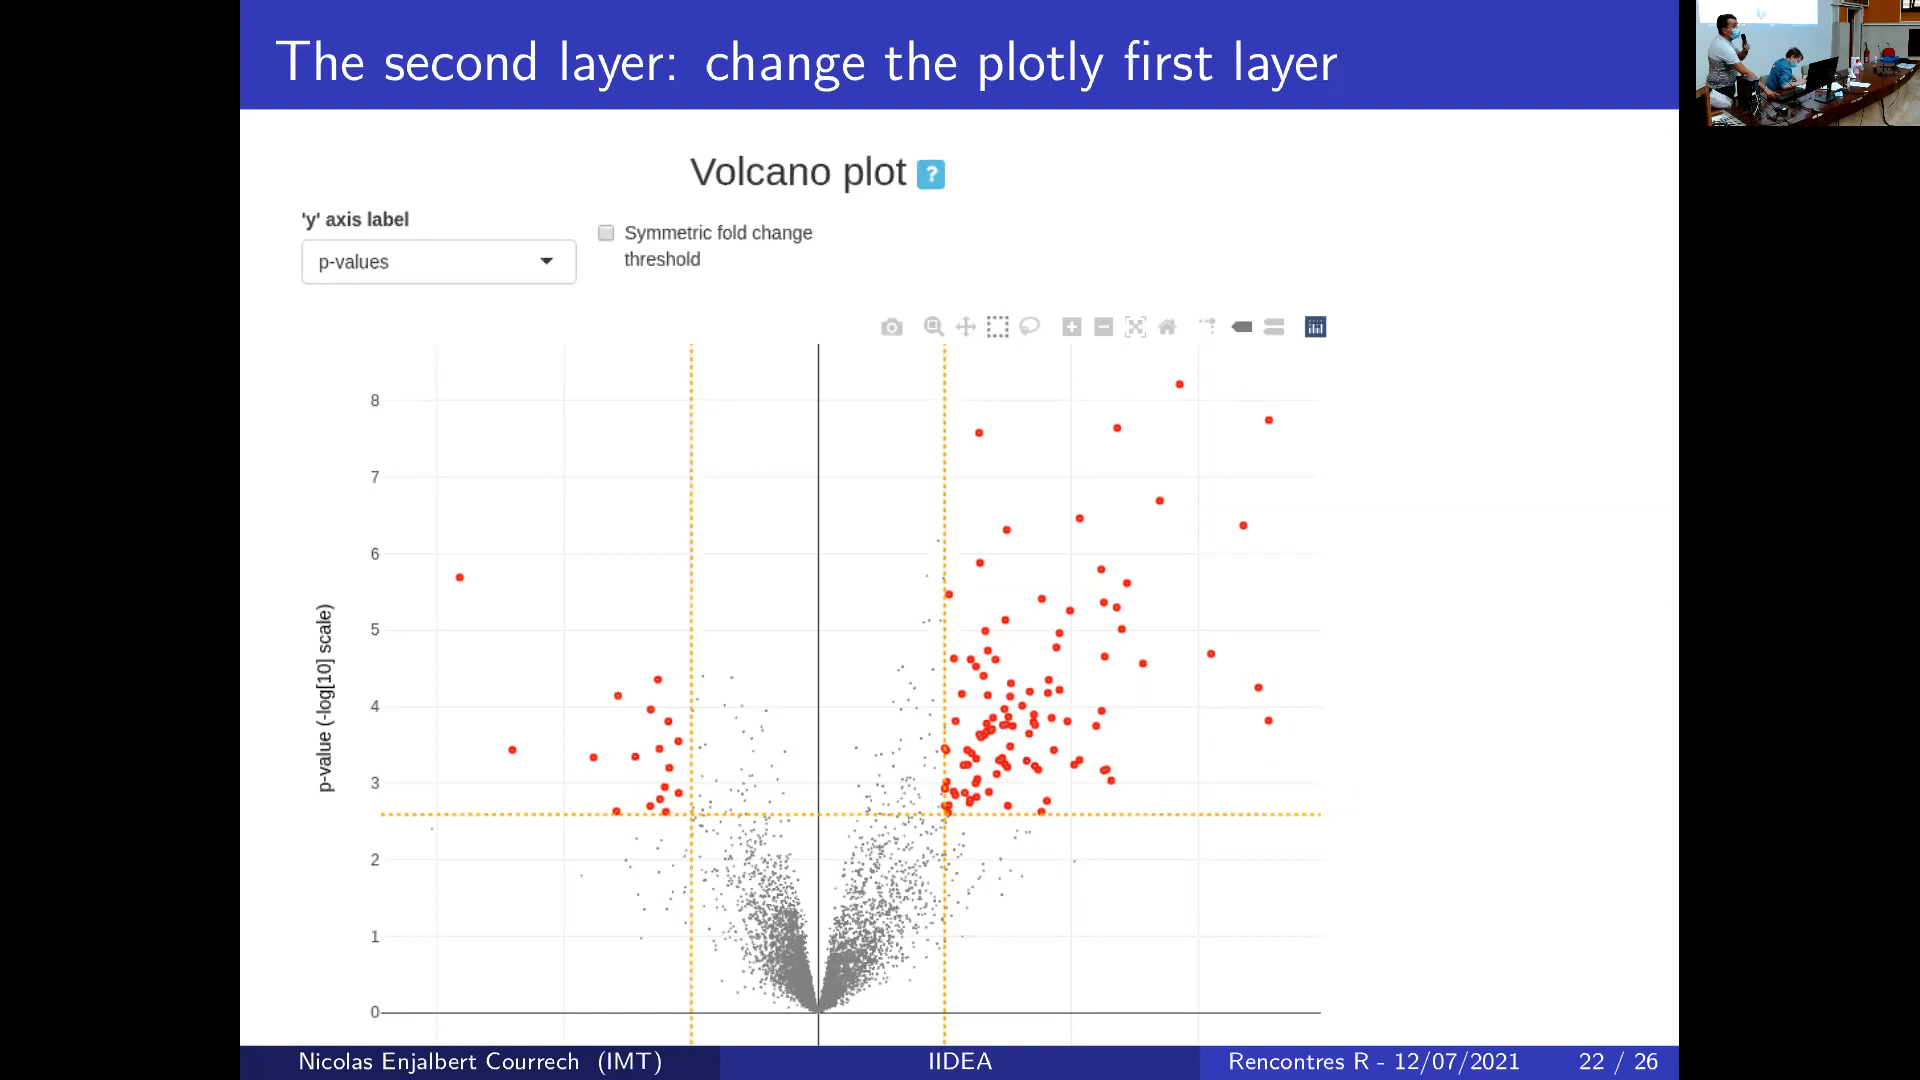 The second layer: change the plotly first layer
Volcano plot ?
'y' axis label
p-values
Symmetric fold change
threshold
8
7
6
5
4
3
2
1
0
p-value (-log[10] scale)
Nicolas Enjalbert Courrech (IMT)
IIDEA
Rencontres R - 12/07/2021
22 / 26